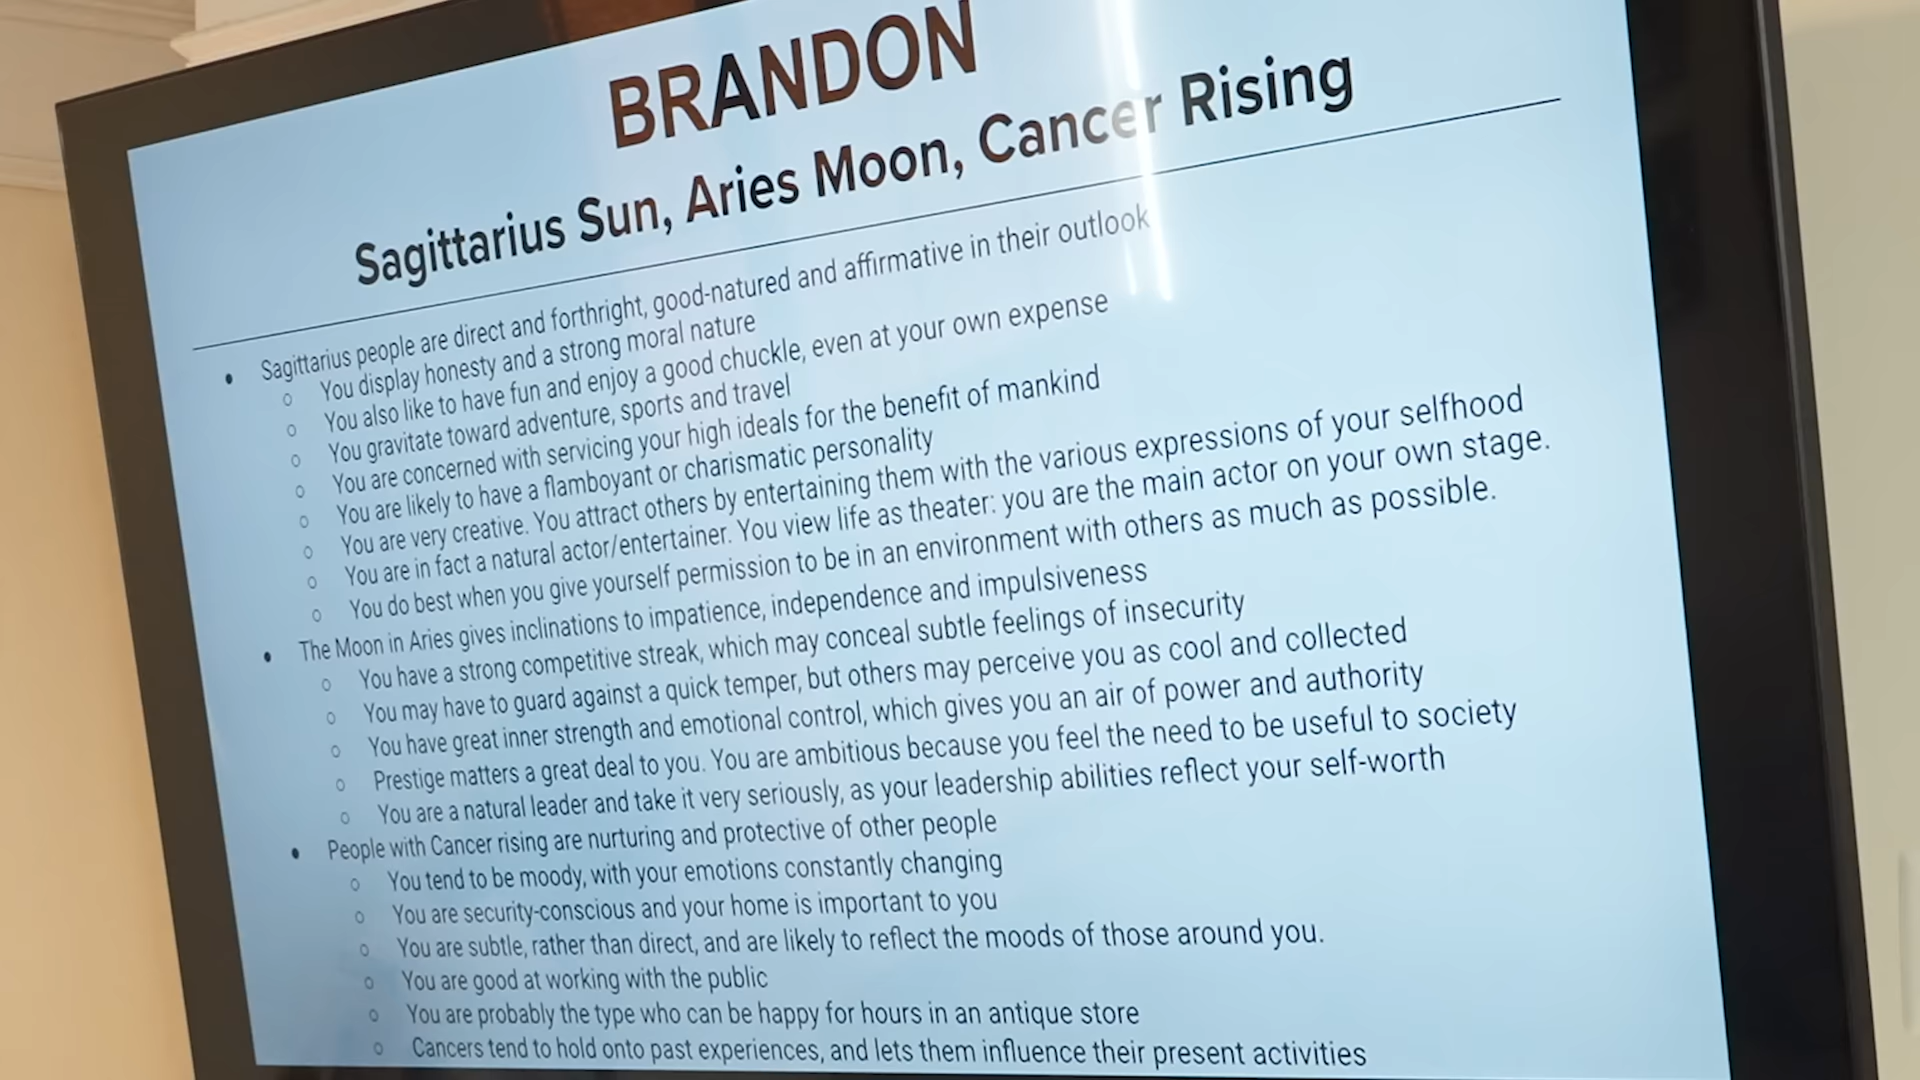 BRANDON
Sagittarius Sun, Aries Moon, Cancer Rising
• Sagittarius people are direct and forthright, good-natured and affirmative in their outlook
○ You display honesty and a strong moral nature
○ You also like to have fun and enjoy a good chuckle, even at your own expense
○ You gravitate toward adventure, sports and travel
○ You are concerned with servicing your high ideals for the benefit of mankind
○ You are likely to have a flamboyant or charismatic personality
○ You are very creative. You attract others by entertaining them with the various expressions of your selfhood
○ You are in fact a natural actor/entertainer. You view life as theater: you are the main actor on your own stage.
○ You do best when you give yourself permission to be in an environment with others as much as possible.
• The Moon in Aries gives inclinations to impatience, independence and impulsiveness
○ You have a strong competitive streak, which may conceal subtle feelings of insecurity
○ You may have to guard against a quick temper, but others may perceive you as cool and collected
○ You have great inner strength and emotional control, which gives you an air of power and authority
○ Prestige matters a great deal to you. You are ambitious because you feel the need to be useful to society
○ You are a natural leader and take it very seriously, as your leadership abilities reflect your self-worth
• People with Cancer rising are nurturing and protective of other people
○ You tend to be moody, with your emotions constantly changing
○ You are security-conscious and your home is important to you
○ You are subtle, rather than direct, and are likely to reflect the moods of those around you.
○ You are good at working with the public
○ You are probably the type who can be happy for hours in an antique store
○ Cancers tend to hold onto past experiences, and lets them influence their present activities